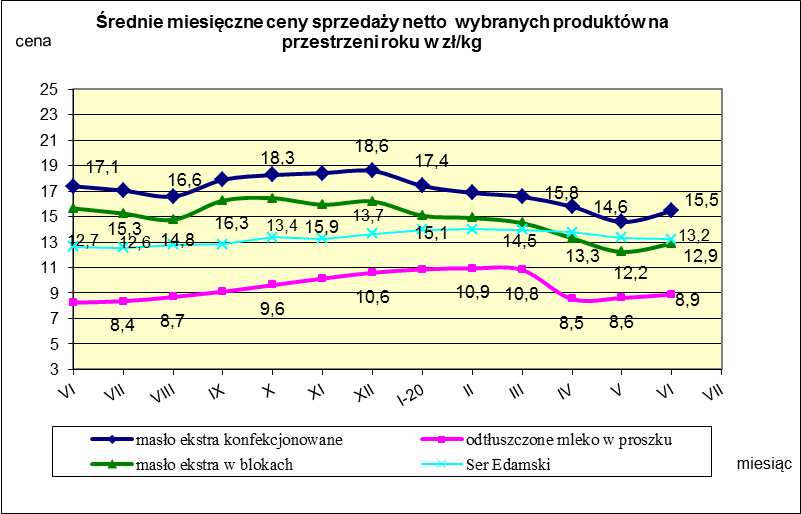 Średnie miesięczne ceny sprzedaży netto wybranych produktów na
przestrzeni roku w zł/kg
cena
25
23
21
19
17
15
13
11
9
7
5
3
17,1
16,6
18,3
18,6
17,4
15,8
14,6
15,5
15,3
14,8
16,3
15,9
15,1
14,5
13,3
12,2
12,9
12,7
12,6
13,4
13,7
13,2
8,4
8,7
9,6
10,6
10,9
10,8
8,5
8,6
8,9
VI
VII
VIII
IX
X
XI
XII
I-20
II
III
IV
V
VI
VII
masło ekstra konfekcjonowane
odtłuszczone mleko w proszku
masło ekstra w blokach
Ser Edamski
miesiąc